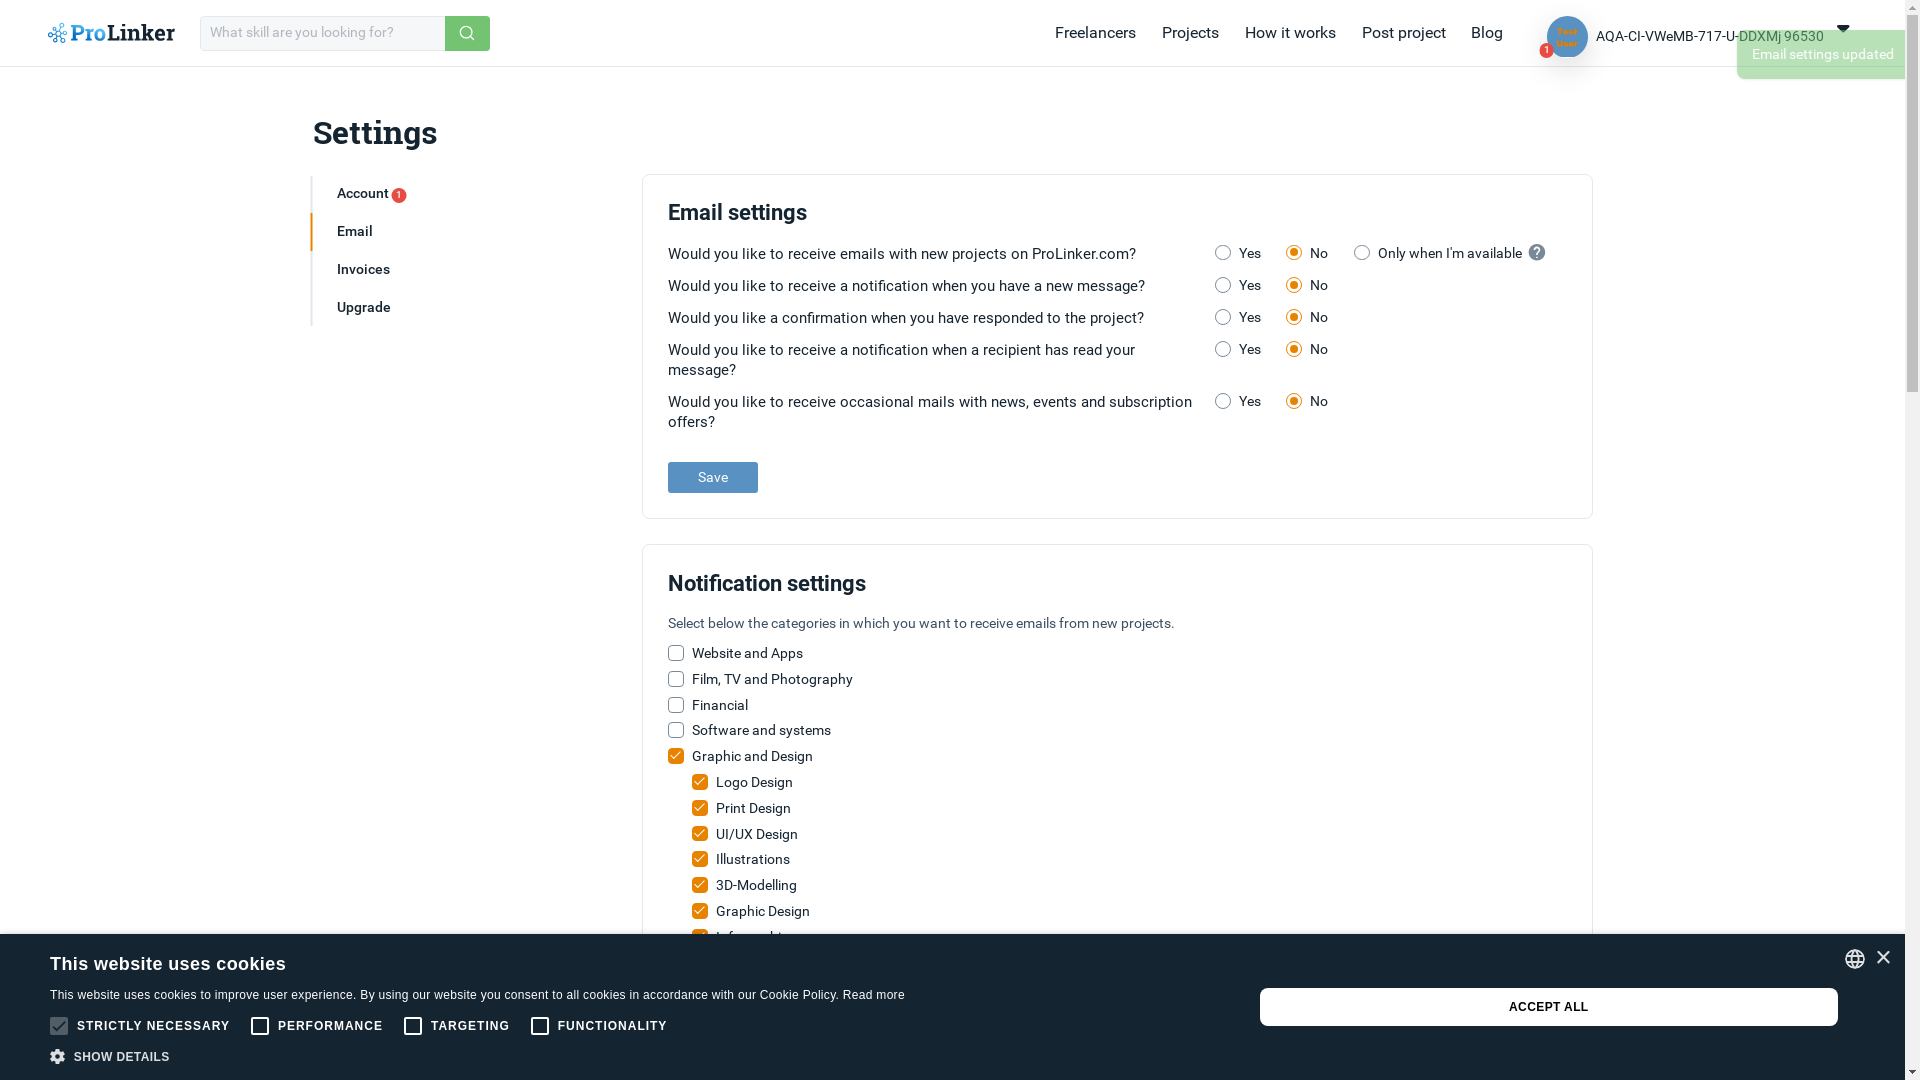 ProLinker
What skill are you looking for?
Freelancers
Projects
How it works
Post project
Blog
Test
User
1
AQA-CI-VWeMB-717-U-DDXMj 96530
Email settings updated
Settings
Account 1
Email
Invoices
Upgrade
Email settings
Would you like to receive emails with new projects on ProLinker.com?
Yes
No
Only when I'm available ?
Would you like to receive a notification when you have a new message?
Yes
No
Would you like a confirmation when you have responded to the project?
Yes
No
Would you like to receive a notification when a recipient has read your
message?
Yes
No
Would you like to receive occasional mails with news, events and subscription
offers?
Yes
No
Save
Notification settings
Select below the categories in which you want to receive emails from new projects.
Website and Apps
Film, TV and Photography
Financial
Software and systems
Graphic and Design
Logo Design
Print Design
UI/UX Design
Illustrations
3D-Modelling
Graphic Design
This website uses cookies
This website uses cookies to improve user experience. By using our website you consent to all cookies in accordance with our Cookie Policy. Read more
STRICTLY NECESSARY
PERFORMANCE
TARGETING
FUNCTIONALITY
SHOW DETAILS
ACCEPT ALL
×